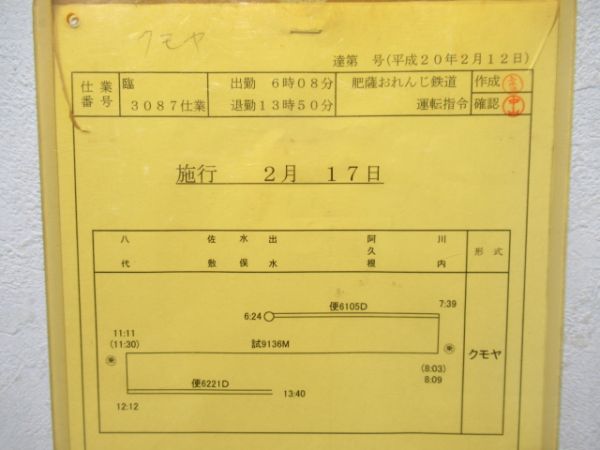 クモヤ
達第 号(平成20年2月12日)
仕業番号 臨 3087仕業 出勤 6時08分 退勤13時50分 肥薩おれんじ鉄道 運転指令 作成 確認 中山
施行 2月 17日
八代 佐敷 水俣 出水 阿久根 川内 形式
6:24 便6105D 7:39
11:11
(11:30) 試9136M クモヤ
(8:03)
8:09
便6221D 13:40
12:12